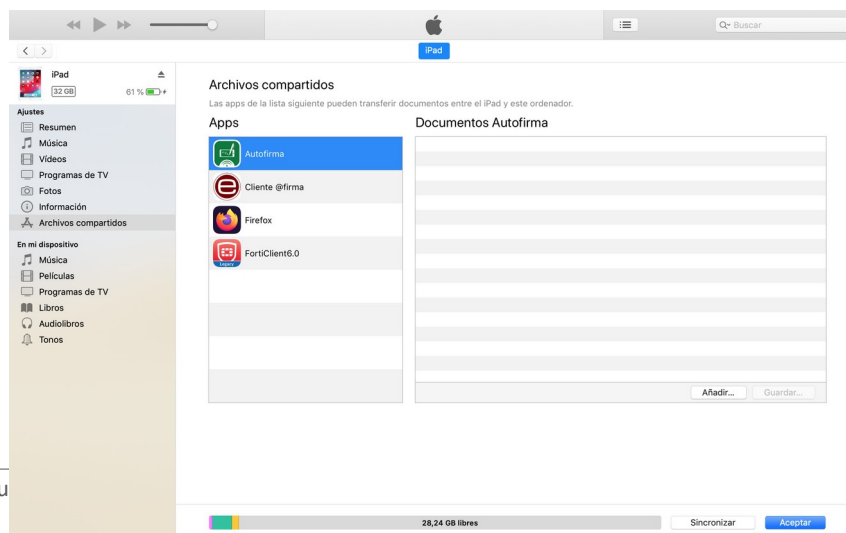 Buscar
iPad
iPad
32 GB
61 %
Ajustes
Resumen
Música
Vídeos
Programas de TV
Fotos
Información
Archivos compartidos
En mi dispositivo
Música
Películas
Programas de TV
Libros
Audiolibros
Tonos
Archivos compartidos
Las apps de la lista siguiente pueden transferir documentos entre el iPad y este ordenador.
Apps
Autofirma
Cliente @firma
Firefox
Legacy
FortiClient6.0
Documentos Autofirma
Añadir...
Guardar...
28,24 GB libres
Sincronizar
Aceptar
u